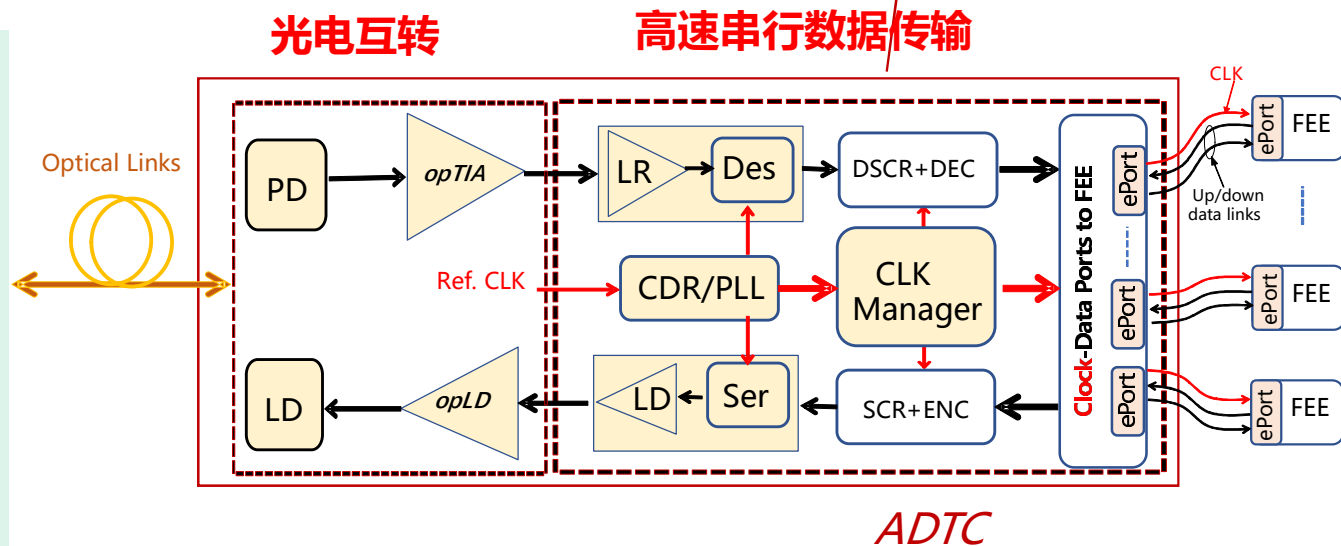 光电互转
高速串行数据传输
Optical Links
PD
opTIA
LR
Des
DSCR+DEC
Ref. CLK
CDR/PLL
CLK
Manager
LD
opLD
LD
Ser
SCR+ENC
Clock-Data Ports to FEE
ePort
ePort
ePort
CLK
Up/down
data links
ePort
FEE
ePort
FEE
ePort
FEE
ADTC